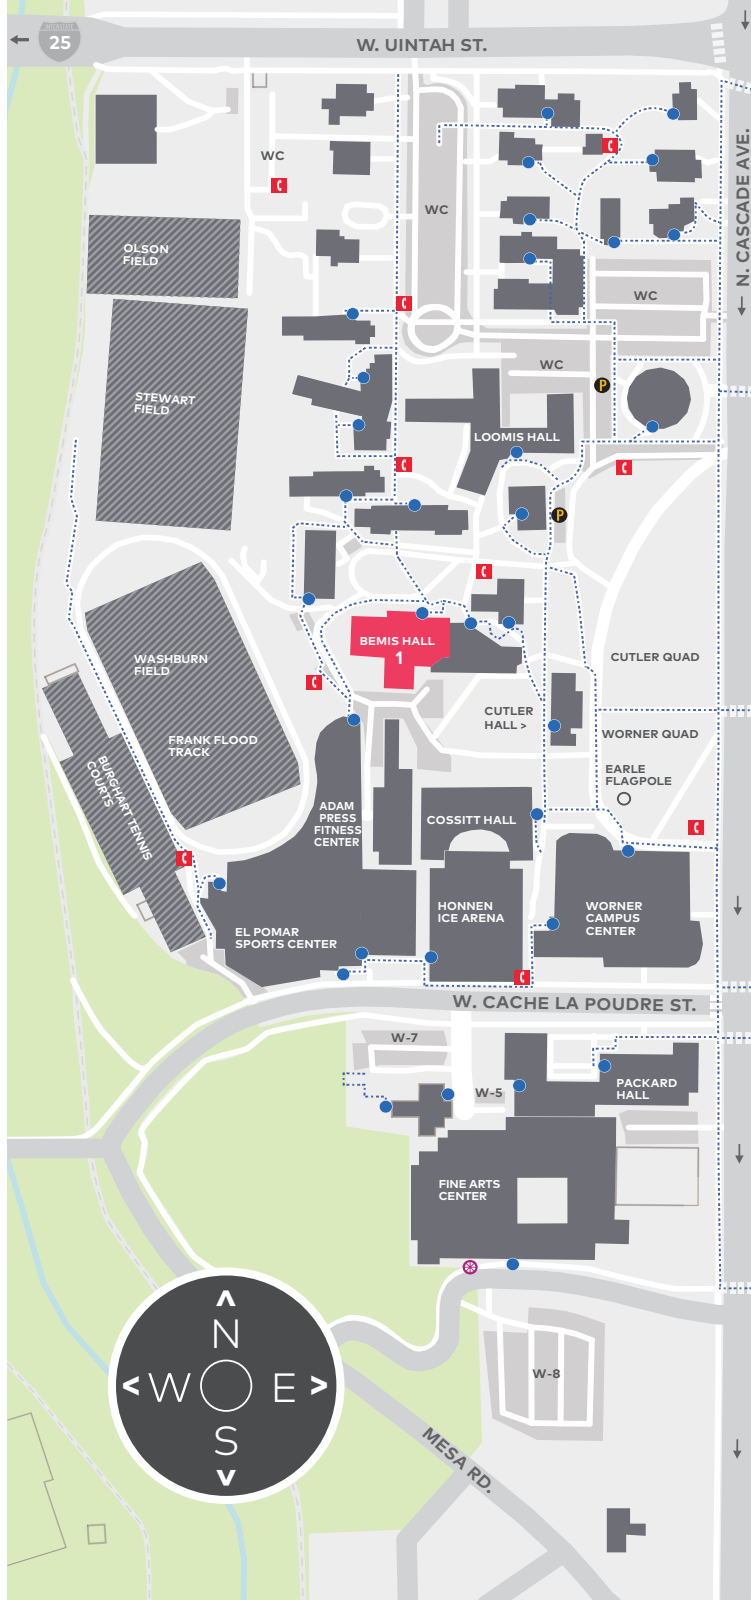 INTERSTATE
25
W. UINTAH ST.
N. CASCADE AVE.
WC
WC
OLSON
FIELD
WC
WC
STEWART
FIELD
P
LOOMIS HALL
P
BEMIS HALL
1
WASHBURN
FIELD
CUTLER QUAD
CUTLER
HALL >
WORNER QUAD
FRANK FLOOD
TRACK
EARLE
FLAGPOLE
BURGHART TENNIS
COURTS
ADAM
PRESS
FITNESS
CENTER
COSSITT HALL
HONNEN
ICE ARENA
WORNER
CAMPUS
CENTER
EL POMAR
SPORTS CENTER
W. CACHE LA POUDRE ST.
W-7
W-5
PACKARD
HALL
FINE ARTS
CENTER
N
< W E >
S
W-8
MESA RD.